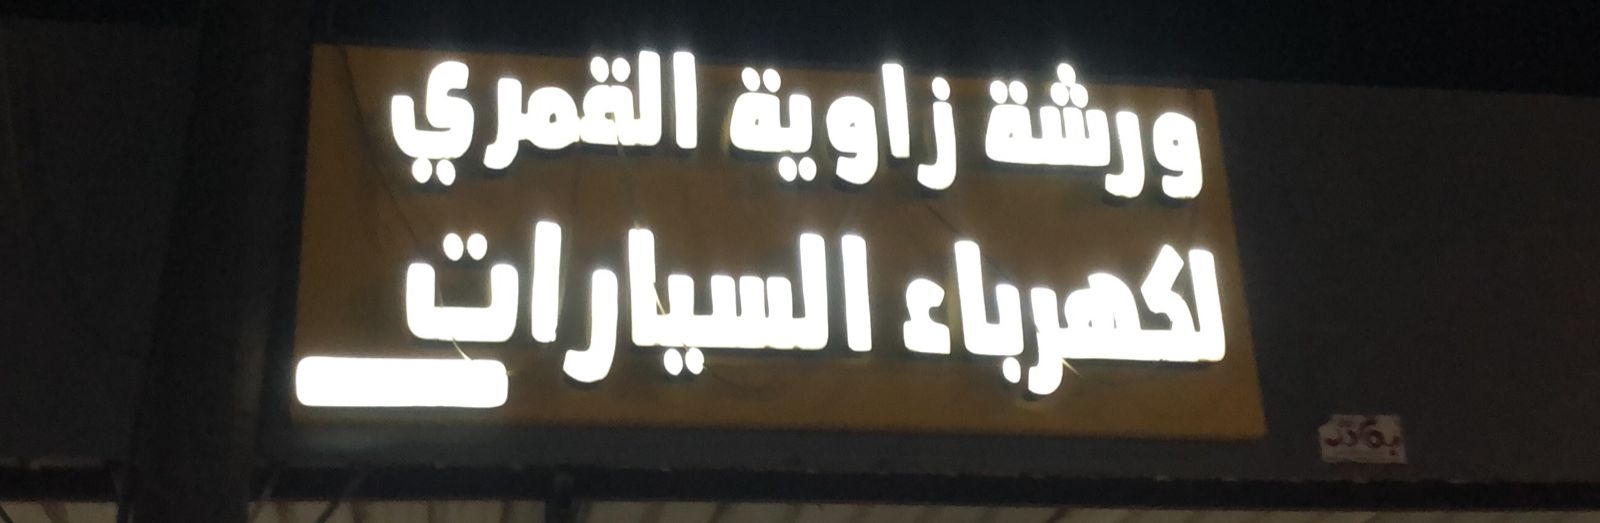 ورشة زاوية القمري
لكهرباء السيارات